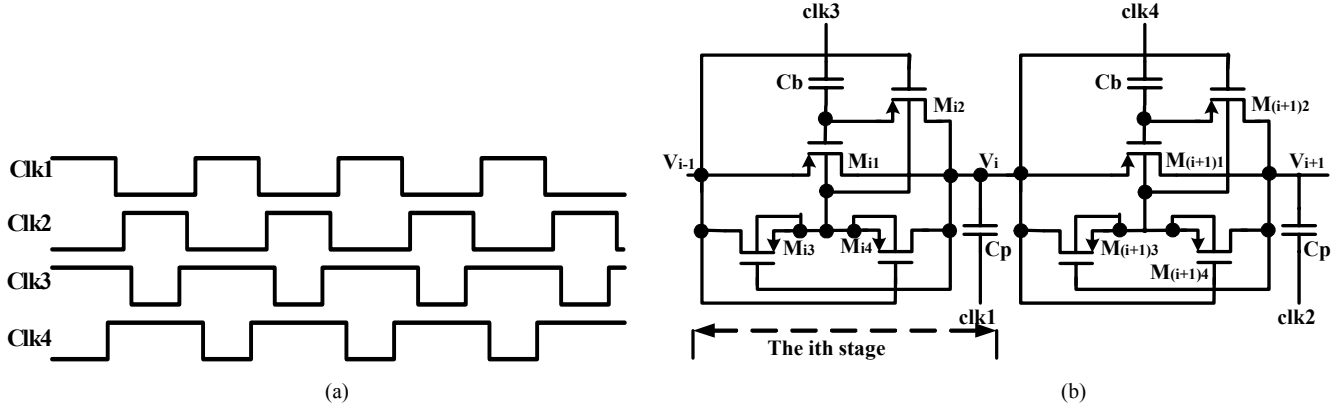 clk3
clk4
Cb
Cb
Mi2
M(i+1)2
Clk1
Vi-1
Mi1
Vi
M(i+1)1
Vi+1
Clk2
Mi3
Mi4
Cp
M(i+1)3
Cp
Clk3
M(i+1)4
clk1
clk2
Clk4
The ith stage
(a)
(b)